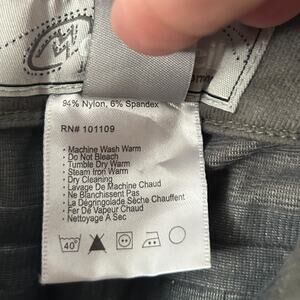 94% Nylon, 6% Spandex
RN# 101109
• Machine Wash Warm
• Do Not Bleach
• Tumble Dry Warm
• Steam Iron Warm
• Dry Cleaning
• Lavage De Machine Chaud
• Ne Blanchissez Pas
• La Dégringolade Sèche Chauffent
• Fer De Vapeur Chaud
• Nettoyage A Sec
40°